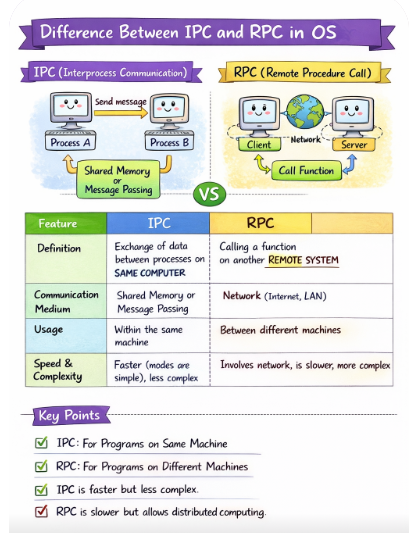 Difference Between IPC and RPC in OS
IPC (Interprocess Communication)
RPC (Remote Procedure Call)
Send message
Process A
Process B
Shared Memory
or
Message Passing
Network
Client
Server
Call Function
VS
Feature
IPC
RPC
Definition
Exchange of data
between processes on
SAME COMPUTER
Calling a function
on another REMOTE SYSTEM
Communication
Medium
Shared Memory or
Message Passing
Network (Internet, LAN)
Usage
Within the same
machine
Between different machines
Speed &
Complexity
Faster (modes are
simple), less complex
Involves network, is slower, more complex
Key Points
IPC: For Programs on Same Machine
RPC: For Programs on Different Machines
IPC is faster but less complex.
RPC is slower but allows distributed computing.